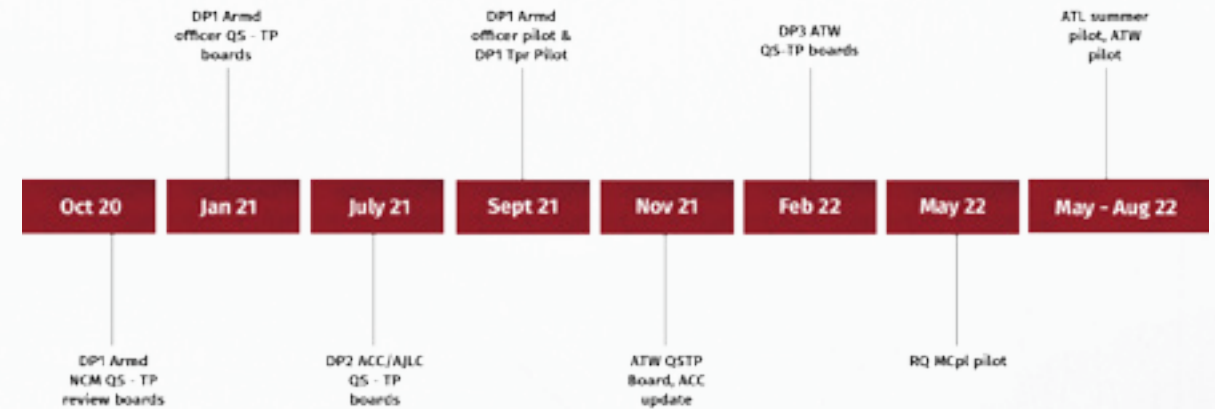 DP1 Armd
officer QS - TP
boards
DP1 Armd
officer pilot &
DP1 Tpr Pilot
DP3 ATW
QS-TP boards
ATL summer
pilot, ATW
pilot
Oct 20
Jan 21
July 21
Sept 21
Nov 21
Feb 22
May 22
May - Aug 22
DP1 Armd
NCM QS - TP
review boards
DP2 ACC/AJLC
QS - TP
boards
ATW QSTP
Board, ACC
update
RQ MCpl pilot